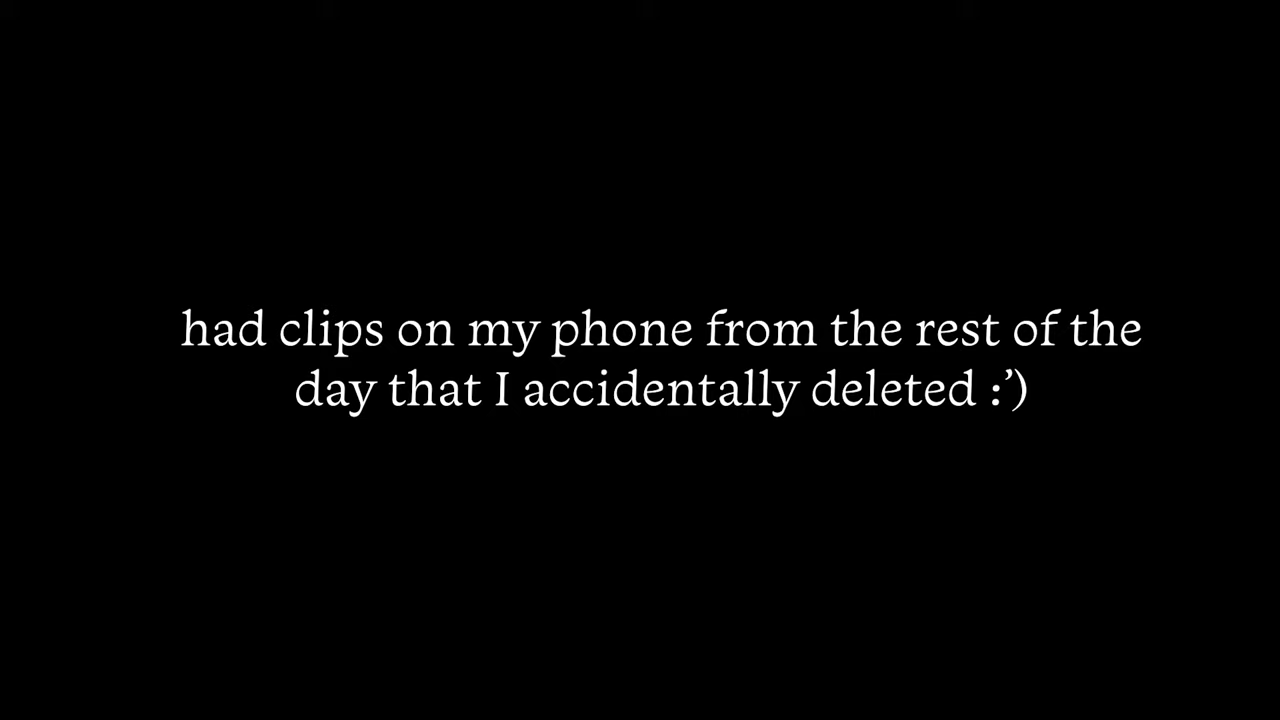 had clips on my phone from the rest of the
day that I accidentally deleted :’)